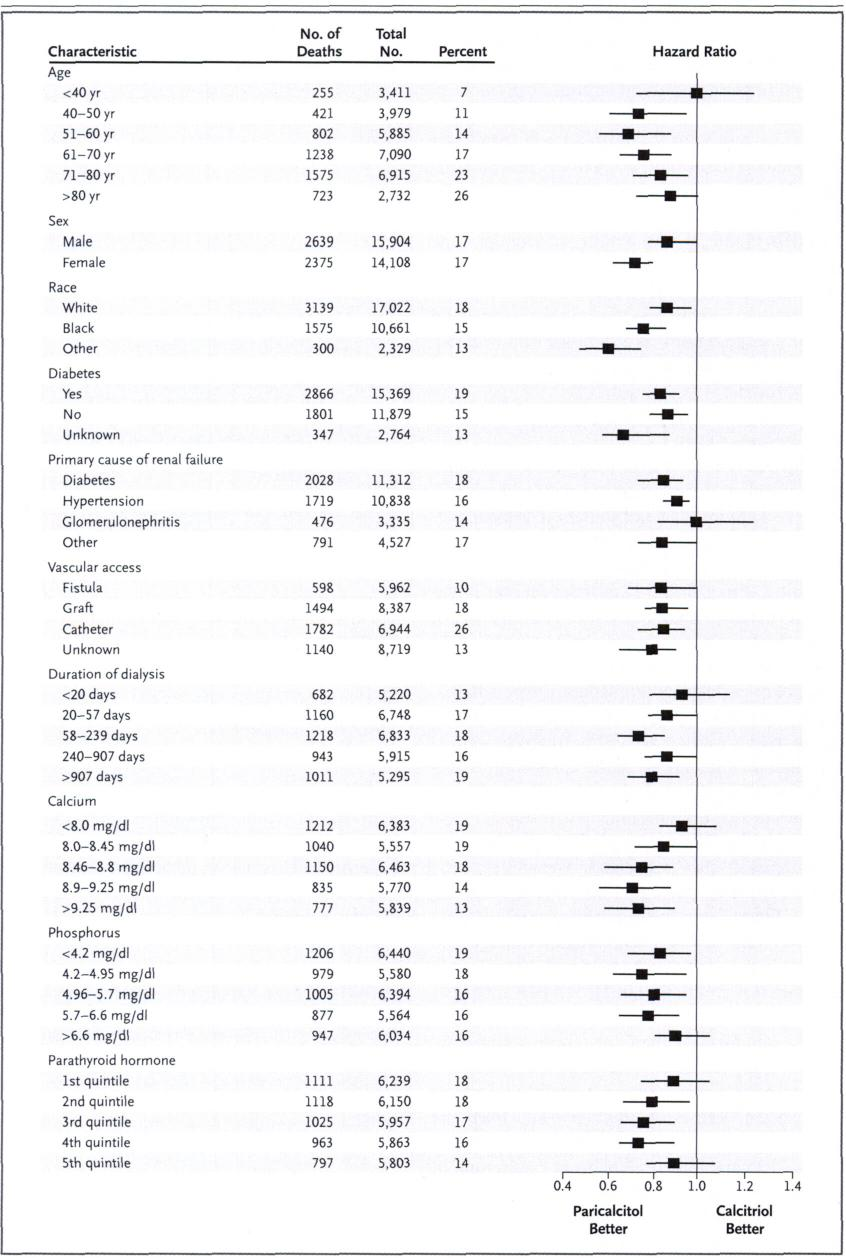 No. of Total
Characteristic Deaths No. Percent Hazard Ratio
Age
<40 yr 255 3,411 7
40–50 yr 421 3,979 11
51–60 yr 802 5,885 14
61–70 yr 1238 7,090 17
71–80 yr 1575 6,915 23
>80 yr 723 2,732 26
Sex
Male 2639 15,904 17
Female 2375 14,108 17
Race
White 3139 17,022 18
Black 1575 10,661 15
Other 300 2,329 13
Diabetes
Yes 2866 15,369 19
No 1801 11,879 15
Unknown 347 2,764 13
Primary cause of renal failure
Diabetes 2028 11,312 18
Hypertension 1719 10,838 16
Glomerulonephritis 476 3,335 14
Other 791 4,527 17
Vascular access
Fistula 598 5,962 10
Graft 1494 8,387 18
Catheter 1782 6,944 26
Unknown 1140 8,719 13
Duration of dialysis
<20 days 682 5,220 13
20–57 days 1160 6,748 17
58–239 days 1218 6,833 18
240–907 days 943 5,915 16
>907 days 1011 5,295 19
Calcium
<8.0 mg/dl 1212 6,383 19
8.0–8.45 mg/dl 1040 5,557 19
8.46–8.8 mg/dl 1150 6,463 18
8.9–9.25 mg/dl 835 5,770 14
>9.25 mg/dl 777 5,839 13
Phosphorus
<4.2 mg/dl 1206 6,440 19
4.2–4.95 mg/dl 979 5,580 18
4.96–5.7 mg/dl 1005 6,394 16
5.7–6.6 mg/dl 877 5,564 16
>6.6 mg/dl 947 6,034 16
Parathyroid hormone
1st quintile 1111 6,239 18
2nd quintile 1118 6,150 18
3rd quintile 1025 5,957 17
4th quintile 963 5,863 16
5th quintile 797 5,803 14
0.4 0.6 0.8 1.0 1.2 1.4
Paricalcitol Calcitriol
Better Better